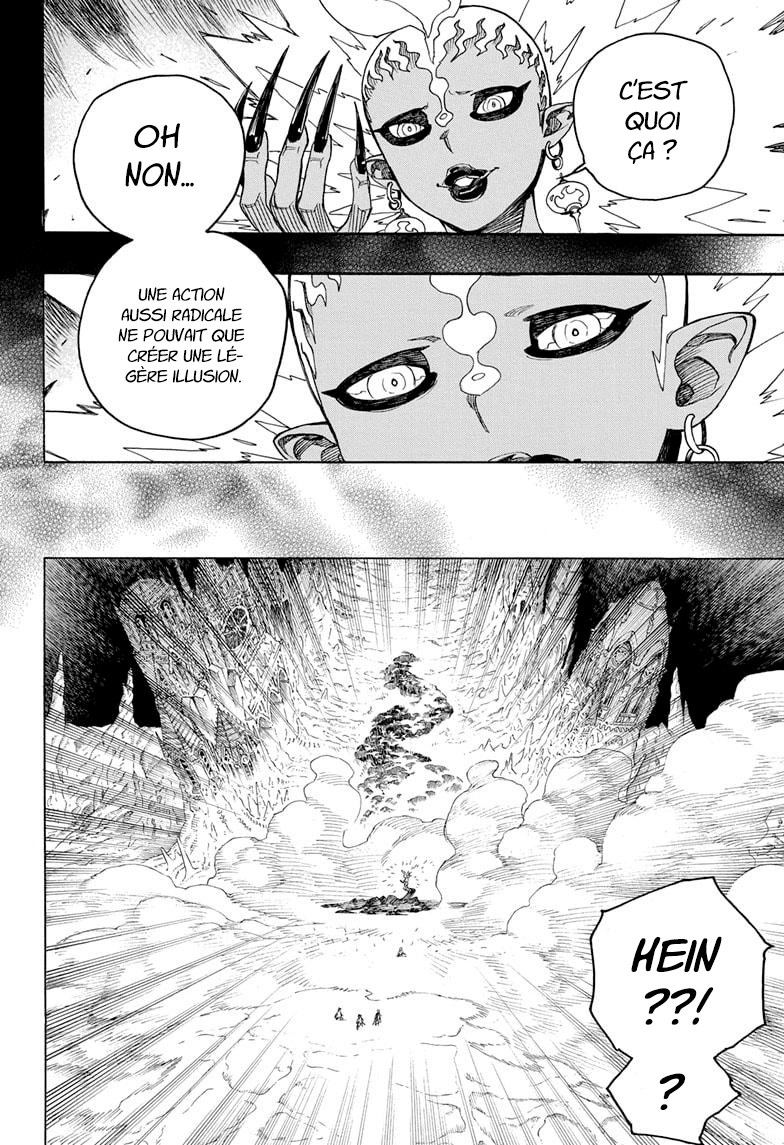 C'EST
QUOI
ÇA ?
OH
NON...
UNE ACTION
AUSSI RADICALE
NE POUVAIT QUE
CRÉER UNE LÉ-
GÈRE ILLUSION.
HEIN
??!
?